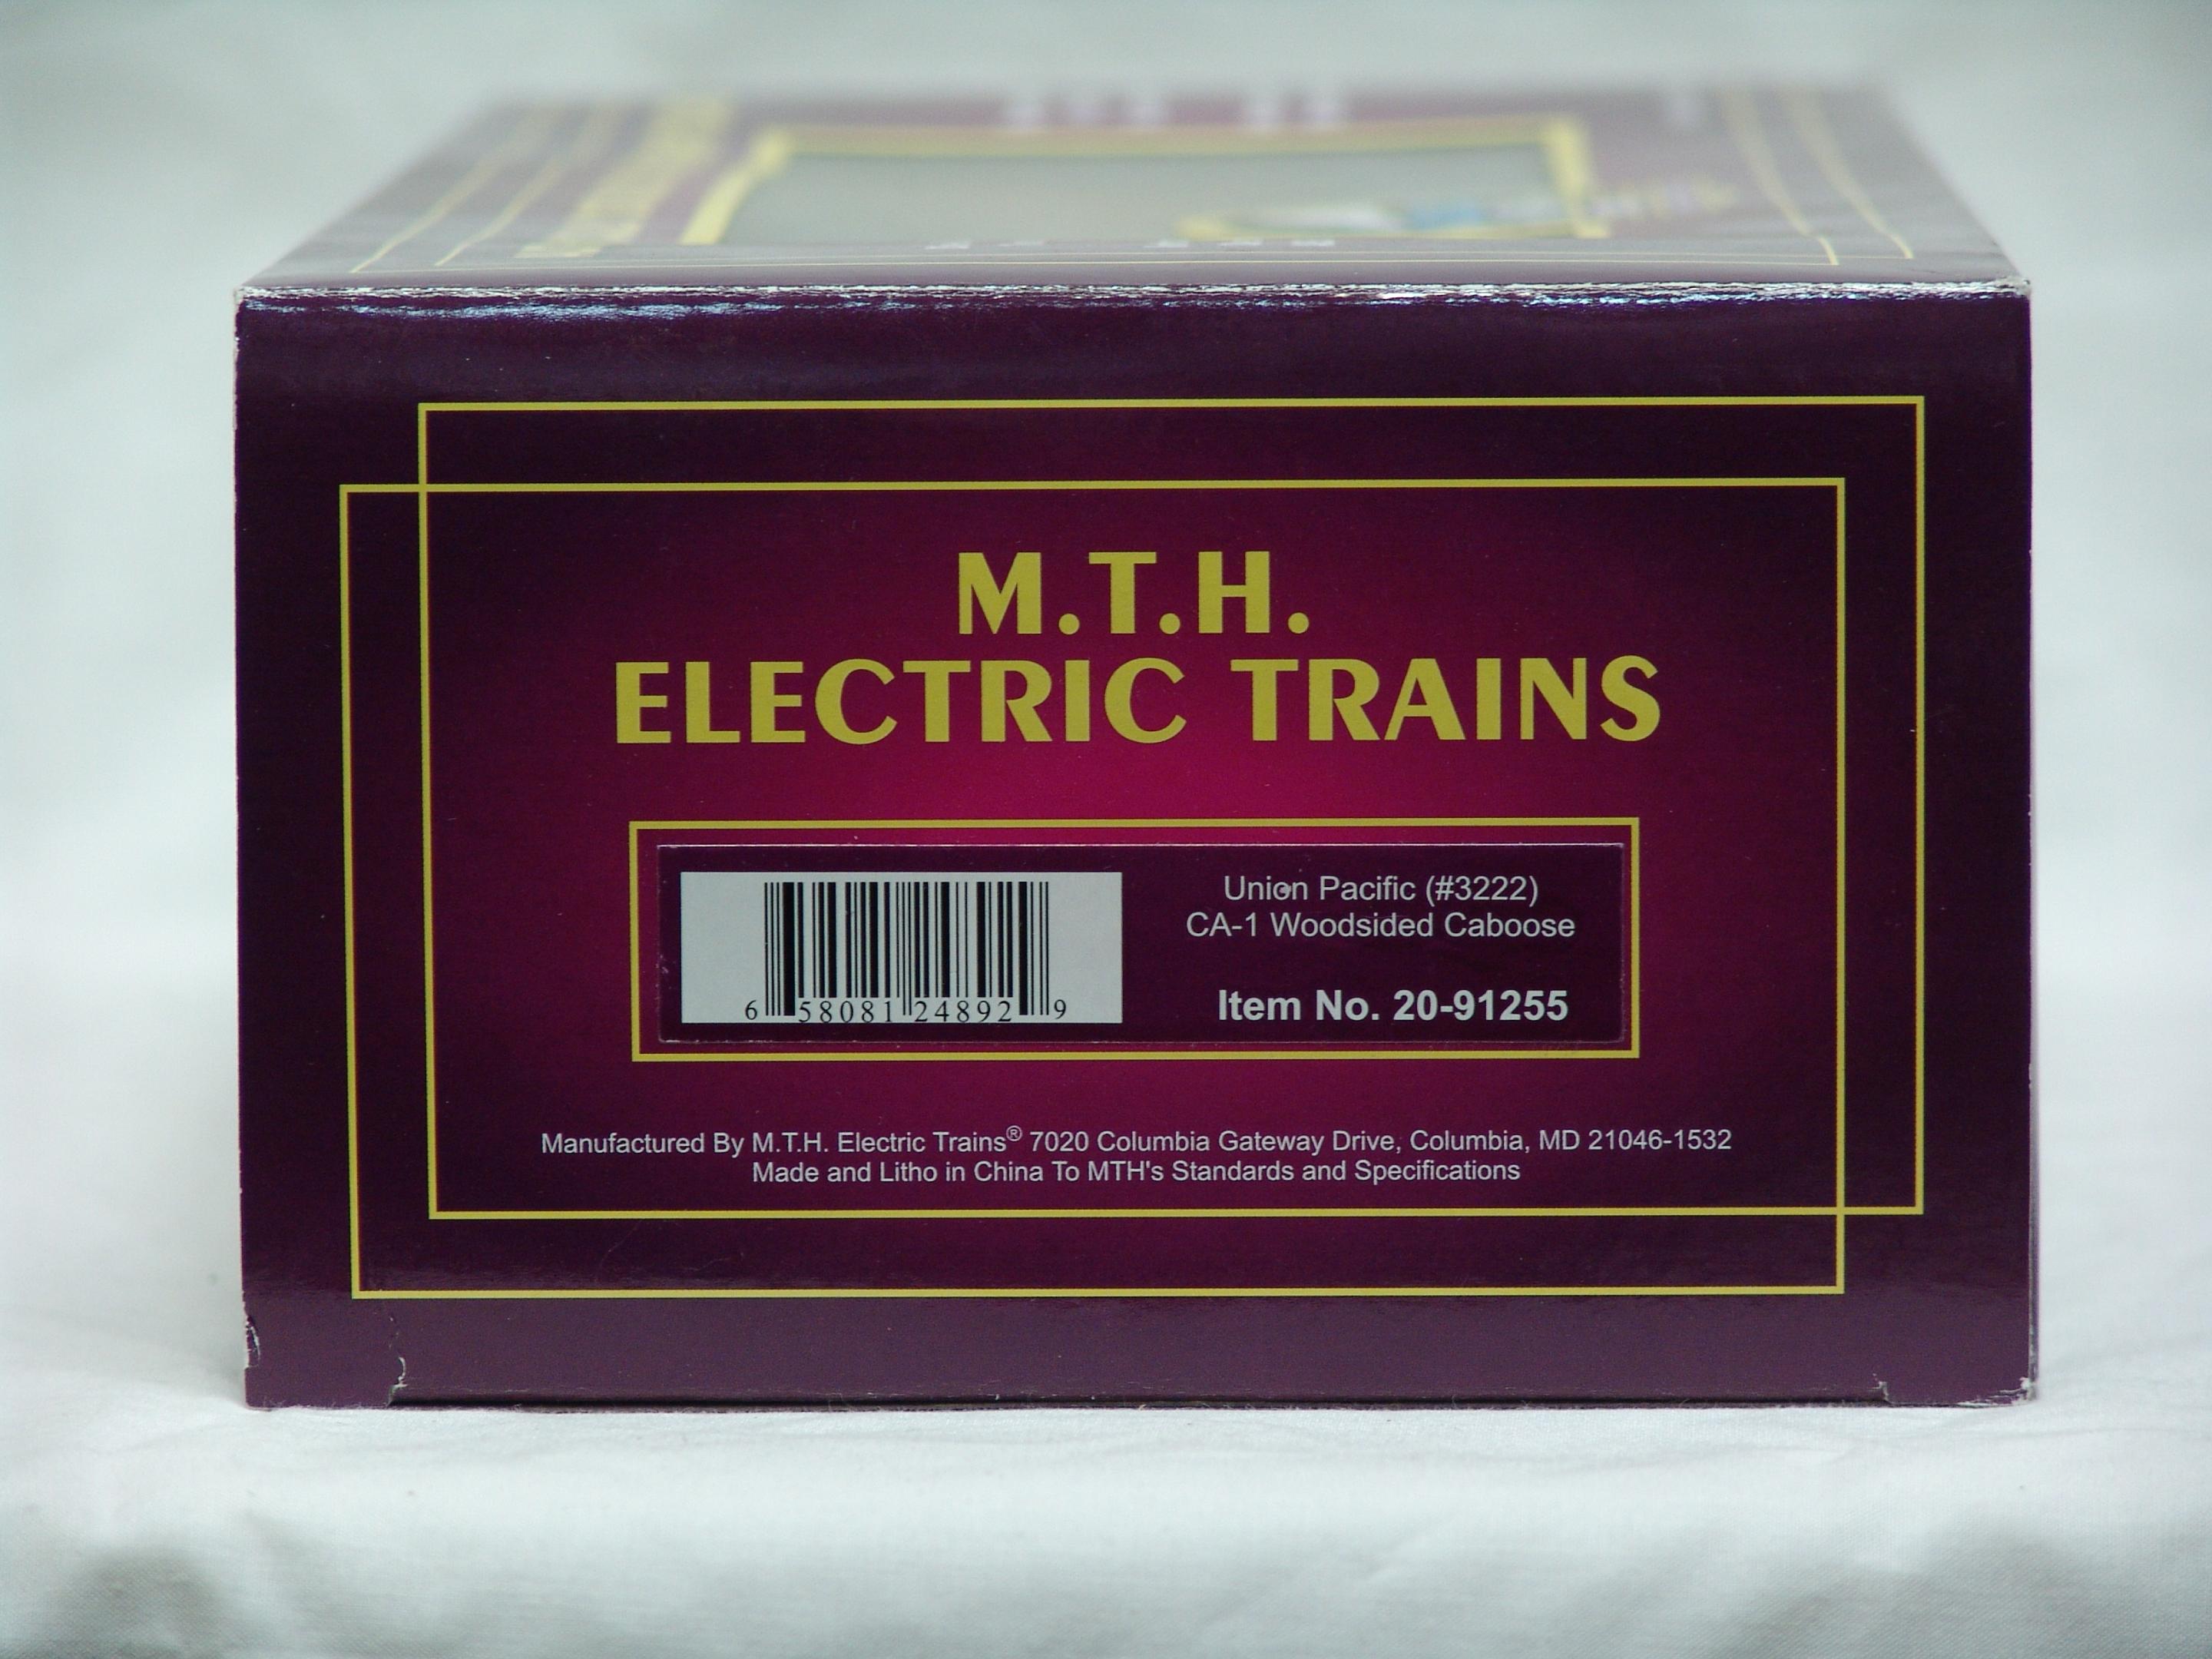 M.T.H.
ELECTRIC TRAINS
Union Pacific (#3222)
CA-1 Woodsided Caboose
Item No. 20-91255
6 58081 24892 9
Manufactured By M.T.H. Electric Trains® 7020 Columbia Gateway Drive, Columbia, MD 21046-1532
Made and Litho in China To MTH's Standards and Specifications